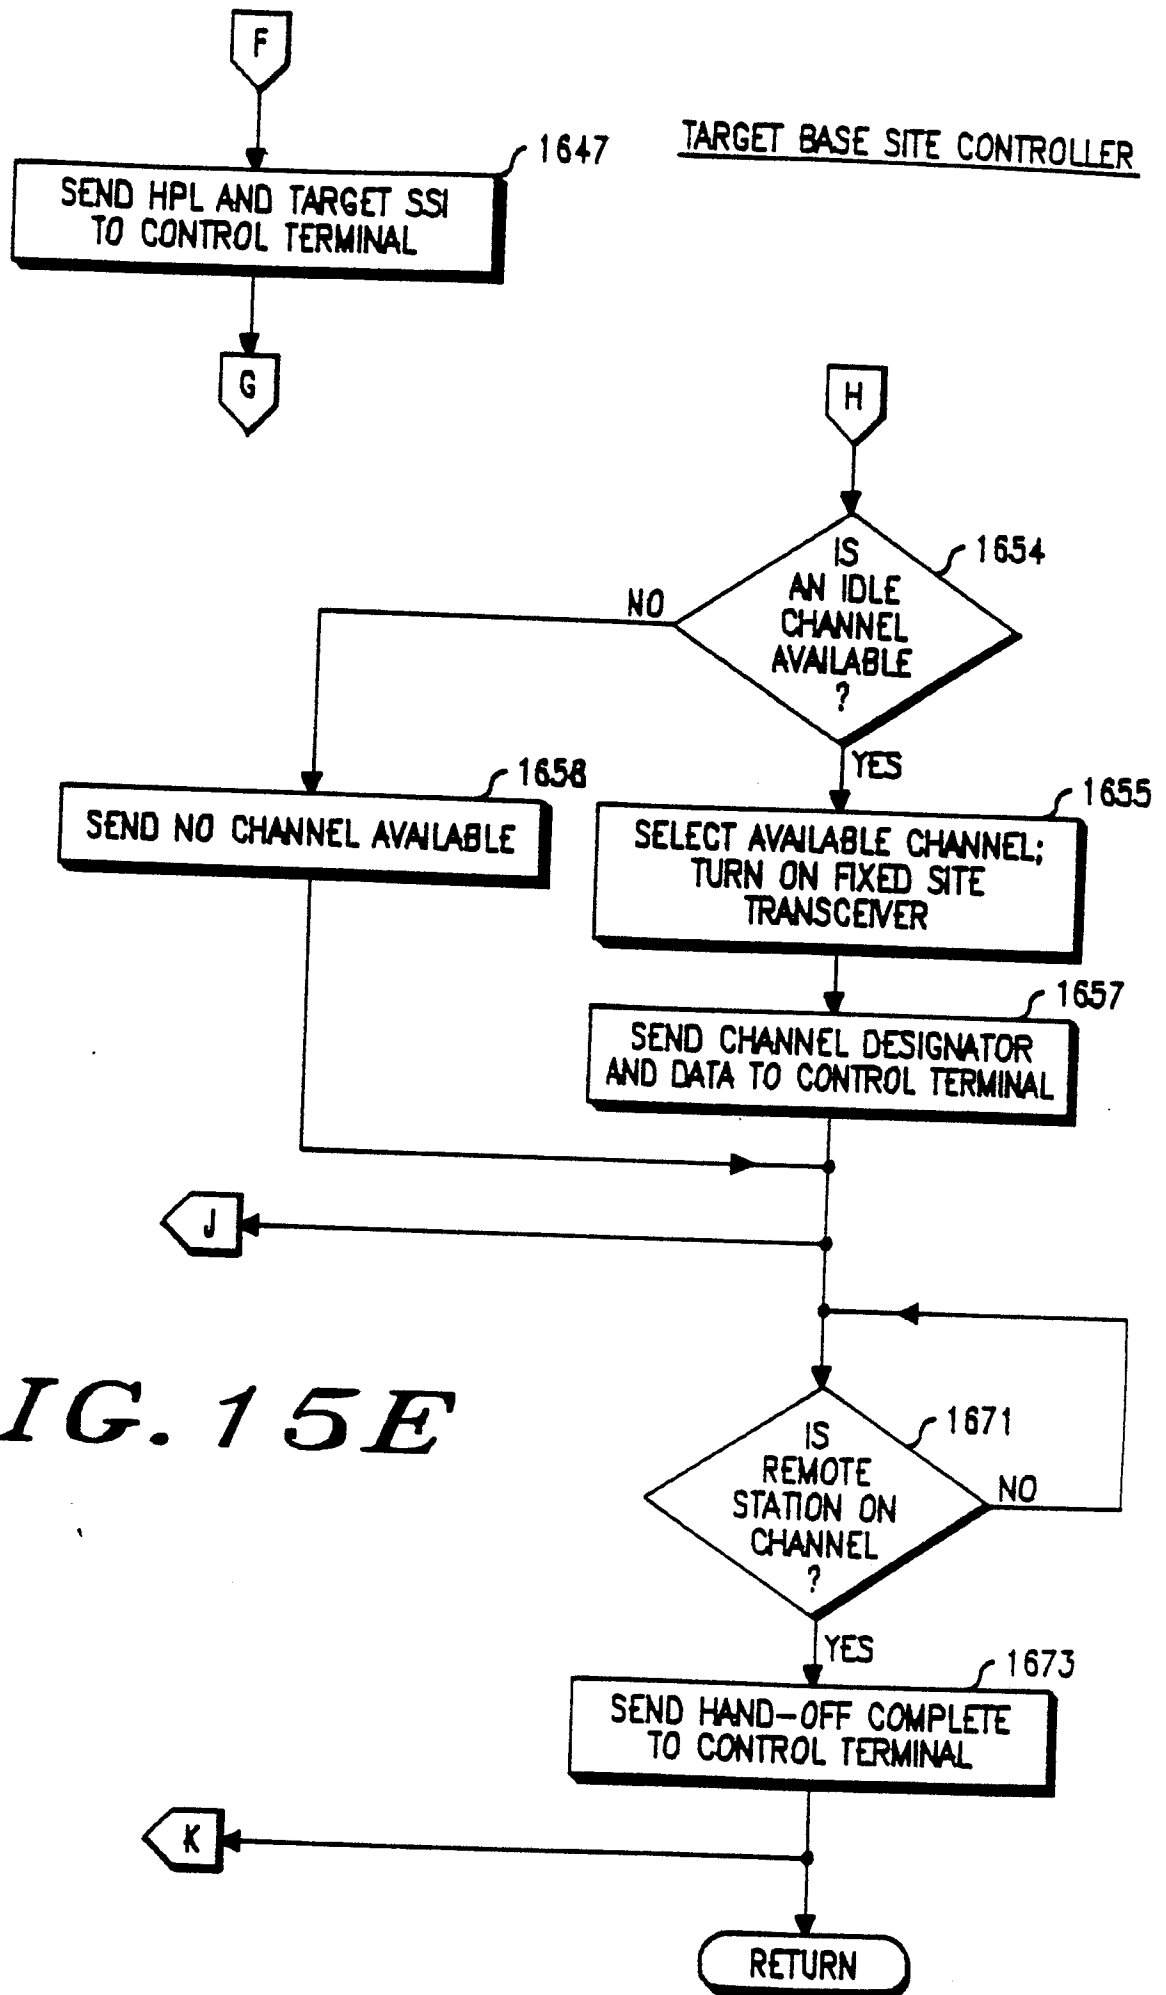 F
1647
TARGET BASE SITE CONTROLLER
SEND HPL AND TARGET SSI
TO CONTROL TERMINAL
G
H
IS
AN IDLE
CHANNEL
AVAILABLE
?
1654
NO
YES
1658
SEND NO CHANNEL AVAILABLE
1655
SELECT AVAILABLE CHANNEL;
TURN ON FIXED SITE
TRANSCEIVER
1657
SEND CHANNEL DESIGNATOR
AND DATA TO CONTROL TERMINAL
J
IG. 15E
IS
REMOTE
STATION ON
CHANNEL
?
1671
NO
YES
1673
SEND HAND-OFF COMPLETE
TO CONTROL TERMINAL
K
RETURN